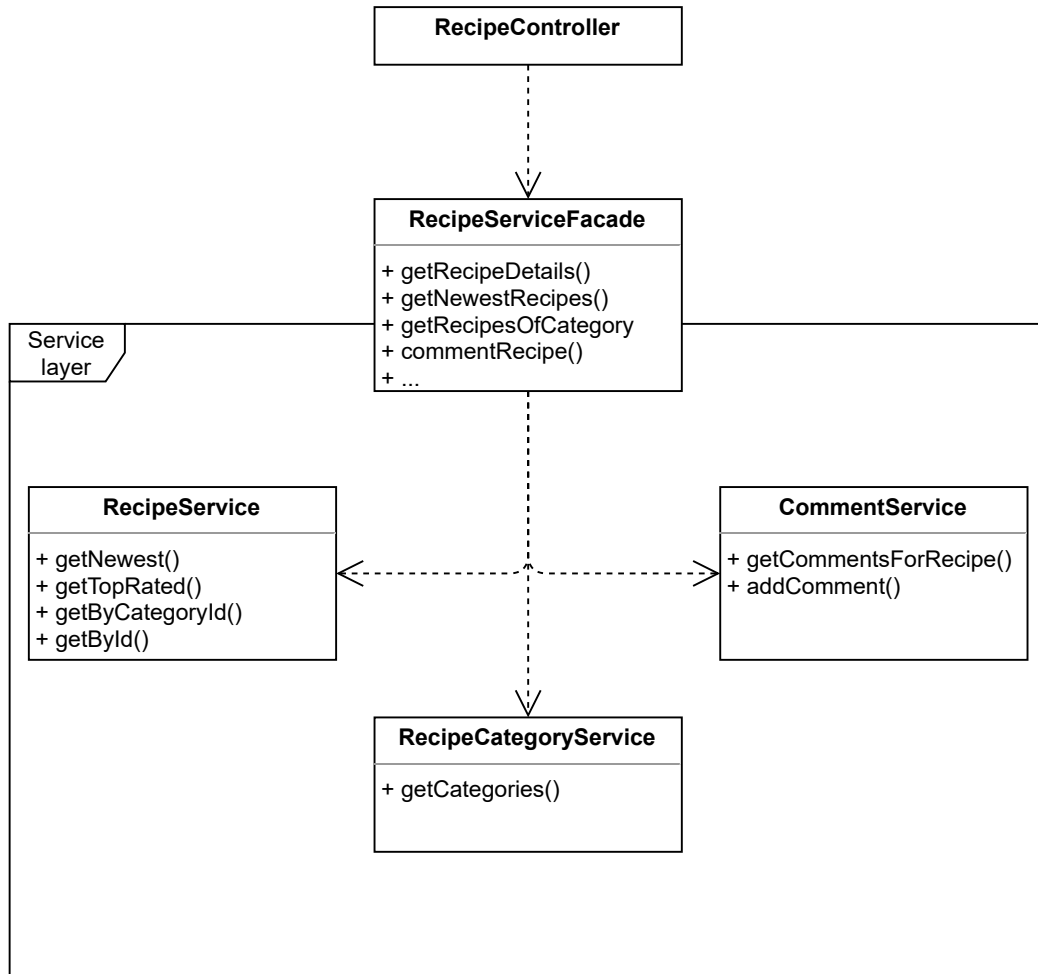 RecipeController
RecipeServiceFacade
+ getRecipeDetails()
+ getNewestRecipes()
+ getRecipesOfCategory
+ commentRecipe()
+ ...
Service
layer
RecipeService
+ getNewest()
+ getTopRated()
+ getByCategoryId()
+ getById()
CommentService
+ getCommentsForRecipe()
+ addComment()
RecipeCategoryService
+ getCategories()